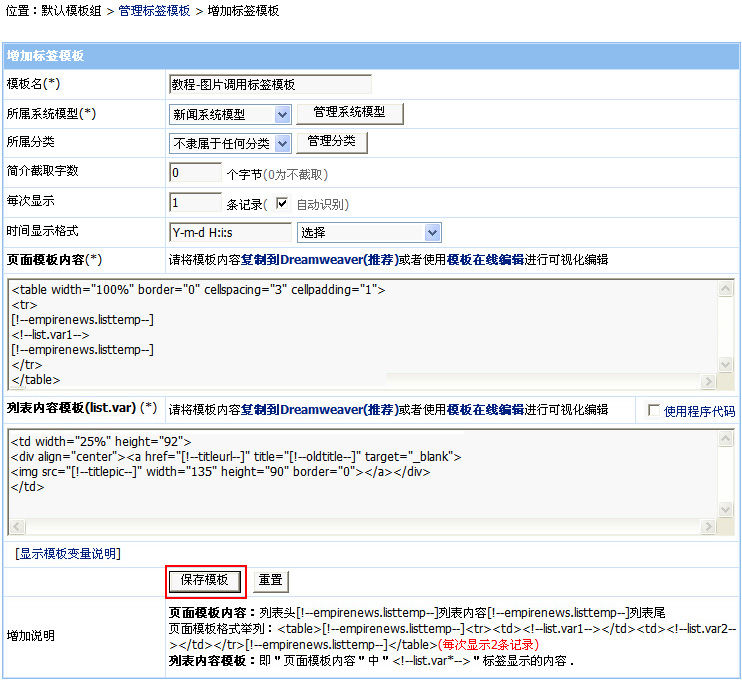 位置：默认模板组 > 管理标签模板 > 增加标签模板
增加标签模板
模板名(*) 教程-图片调用标签模板
所属系统模型(*) 新闻系统模型 管理系统模型
所属分类 不隶属于任何分类 管理分类
简介截取字数 0 个字节(0为不截取)
每次显示 1 条记录( 自动识别)
时间显示格式 Y-m-d H:i:s 选择
页面模板内容(*) 请将模板内容复制到Dreamweaver(推荐)或者使用模板在线编辑进行可视化编辑
<table width="100%" border="0" cellspacing="3" cellpadding="1">
<tr>
[!--empirenews.listtemp--]
<!--list.var1-->
[!--empirenews.listtemp--]
</tr>
</table>
列表内容模板(list.var) (*) 请将模板内容复制到Dreamweaver(推荐)或者使用模板在线编辑进行可视化编辑 使用程序代码
<td width="25%" height="92">
<div align="center"><a href="[!--titleurl--]" title="[!--oldtitle--]" target="_blank">
<img src="[!--titlepic--]" width="135" height="90" border="0"></a></div>
</td>
[显示模板变量说明]
保存模板 重置
增加说明
页面模板内容：列表头[!--empirenews.listtemp--]列表内容[!--empirenews.listtemp--]列表尾
页面模板格式举列：<table>[!--empirenews.listtemp--]<tr><td><!--list.var1--></td><td><!--list.var2--
></td></tr>[!--empirenews.listtemp--]</table>(每次显示2条记录)
列表内容模板：即 " 页面模板内容 " 中 " <!--list.var*--> " 标签显示的内容 .